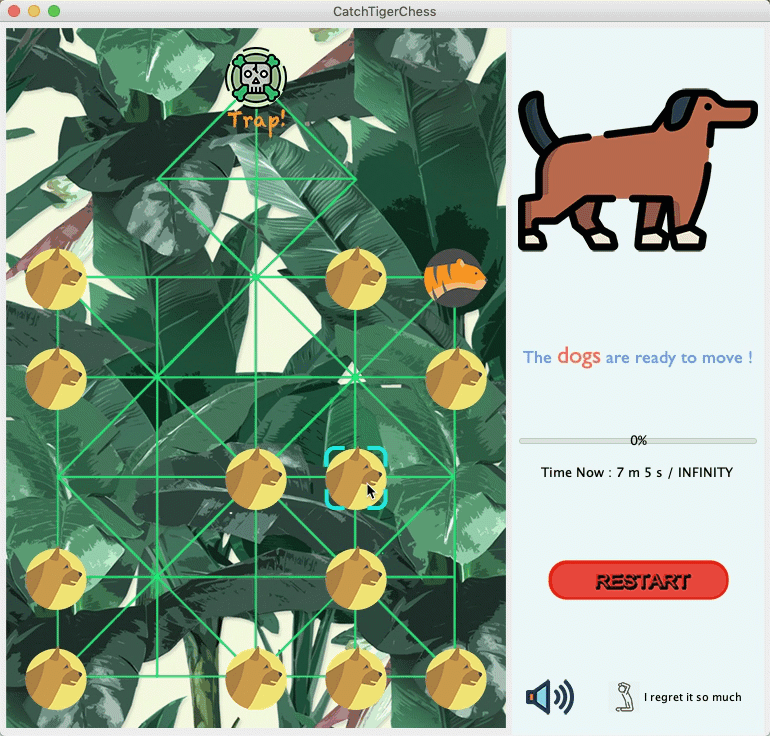 CatchTigerChess
Trap!
The dogs are ready to move !
0%
Time Now : 7 m 5 s / INFINITY
RESTART
I regret it so much